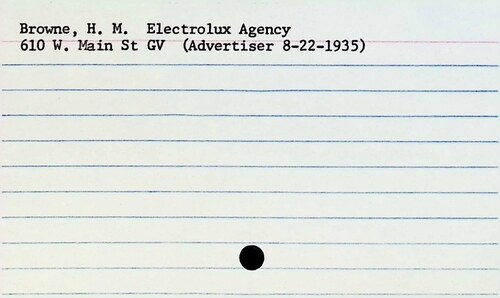 Browne, H. M.  Electrolux Agency
610 W. Main St GV  (Advertiser 8-22-1935)